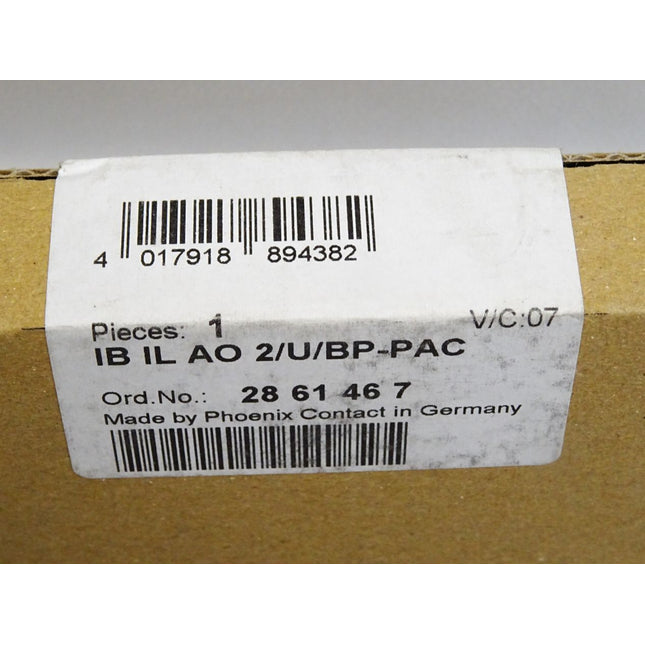 4 017918 894382
Pieces: 1 V/C:07
IB IL AO 2/U/BP-PAC
Ord.No.: 28 61 46 7
Made by Phoenix Contact in Germany